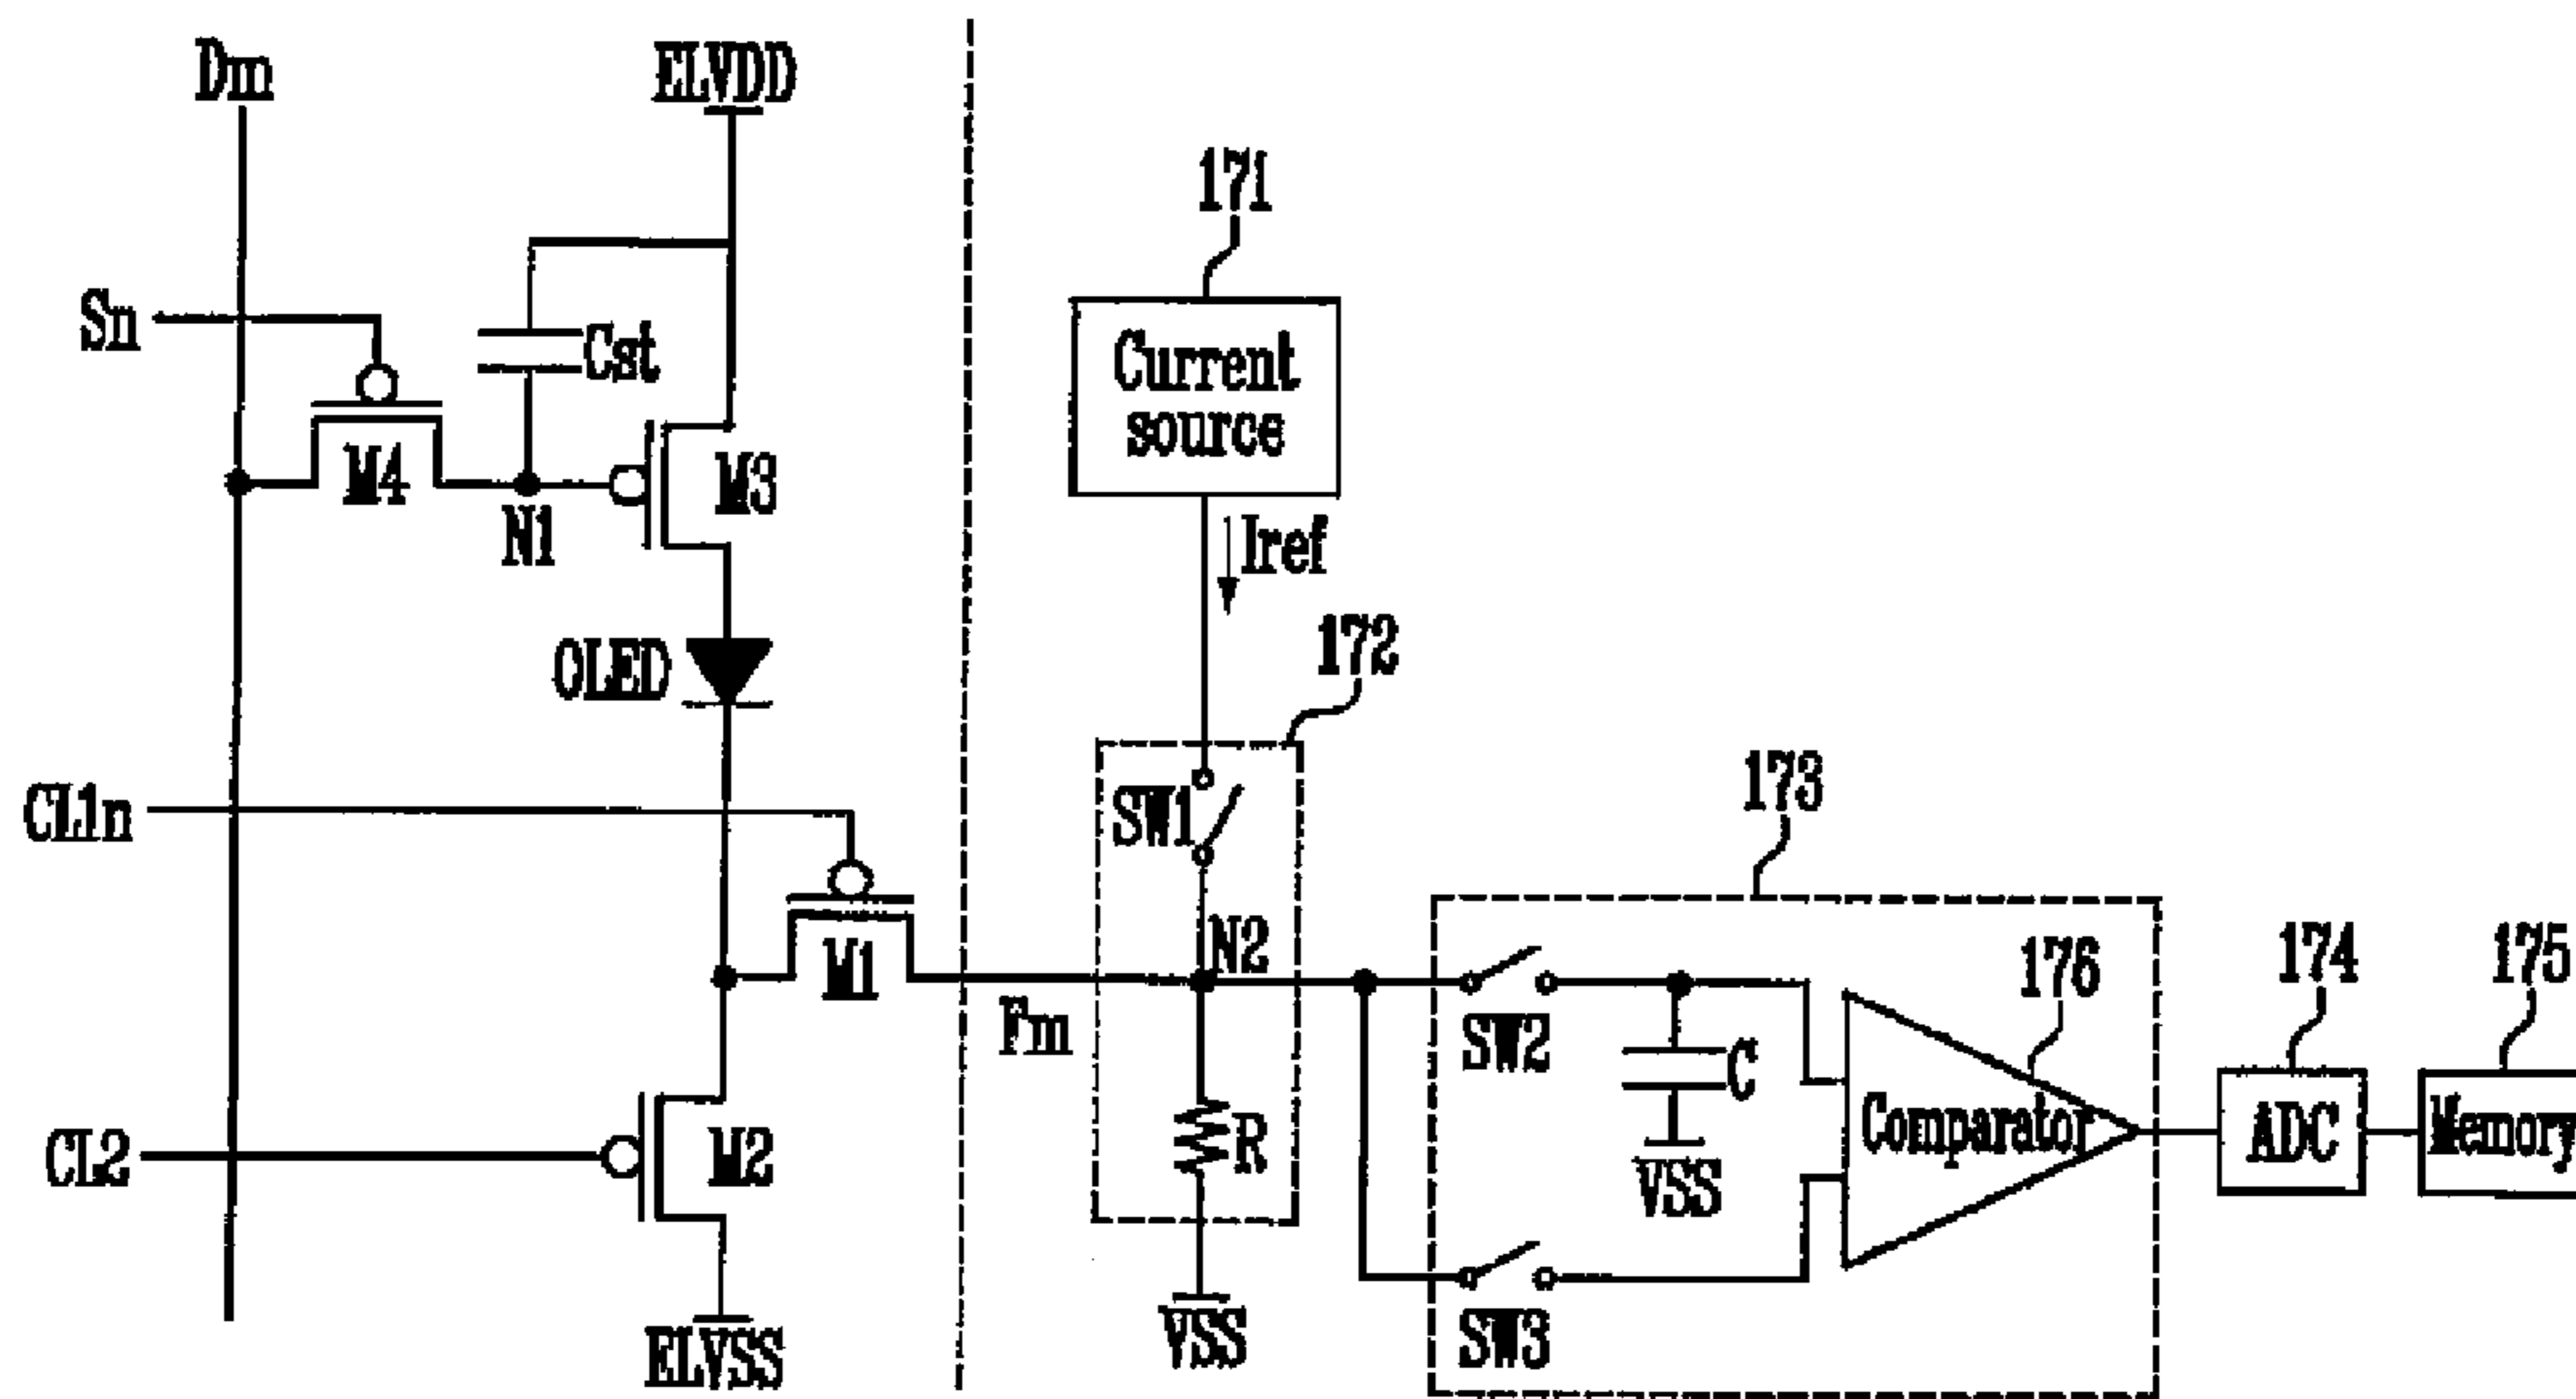 Dm
ELVDD
171
Sn
Cst
Current
source
M4
M3
N1
Iref
172
OLED
173
CL1n
SW1
N2
M1
176
174
175
Fm
SW2
C
CL2
M2
R
Comparator
ADC
Memory
VSS
VSS
SW3
ELVSS